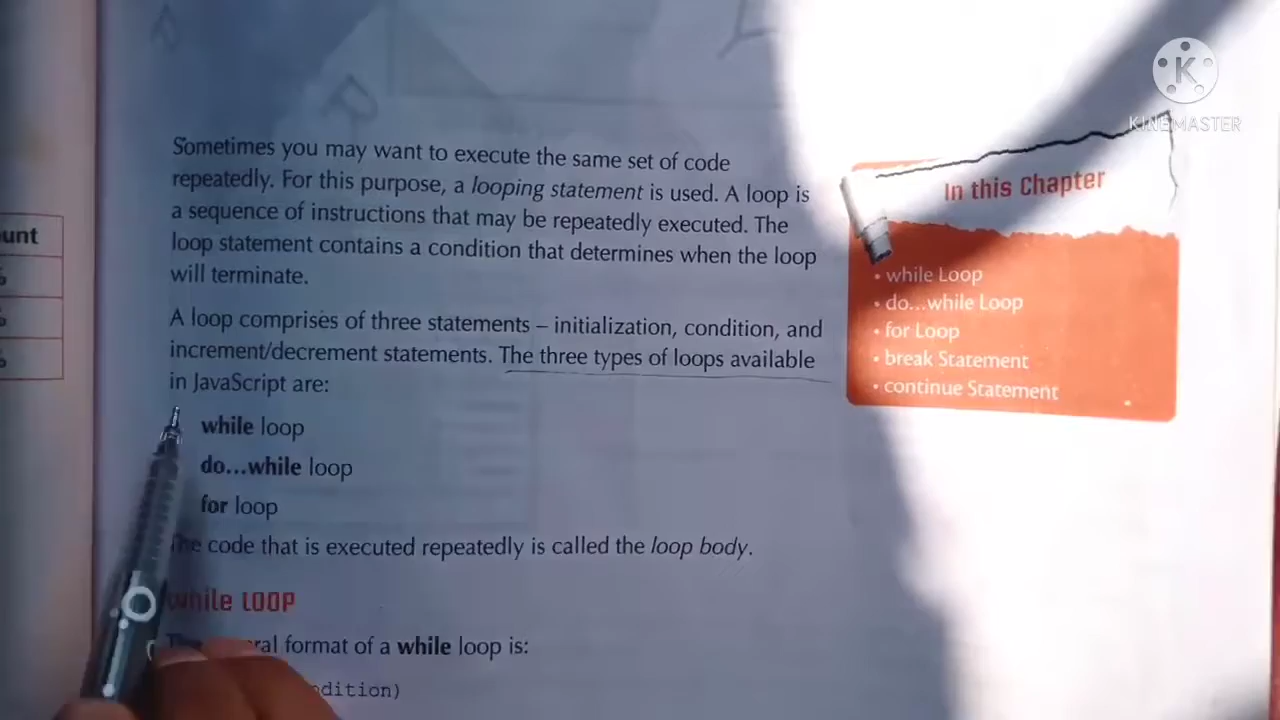 KINEMASTER
Sometimes you may want to execute the same set of code
repeatedly. For this purpose, a looping statement is used. A loop is
a sequence of instructions that may be repeatedly executed. The
loop statement contains a condition that determines when the loop
will terminate.
A loop comprises of three statements – initialization, condition, and
increment/decrement statements. The three types of loops available
in JavaScript are:
while loop
do...while loop
for loop
The code that is executed repeatedly is called the loop body.
while LOOP
format of a while loop is:
In this Chapter
• while Loop
• do...while Loop
• for Loop
• break Statement
• continue Statement